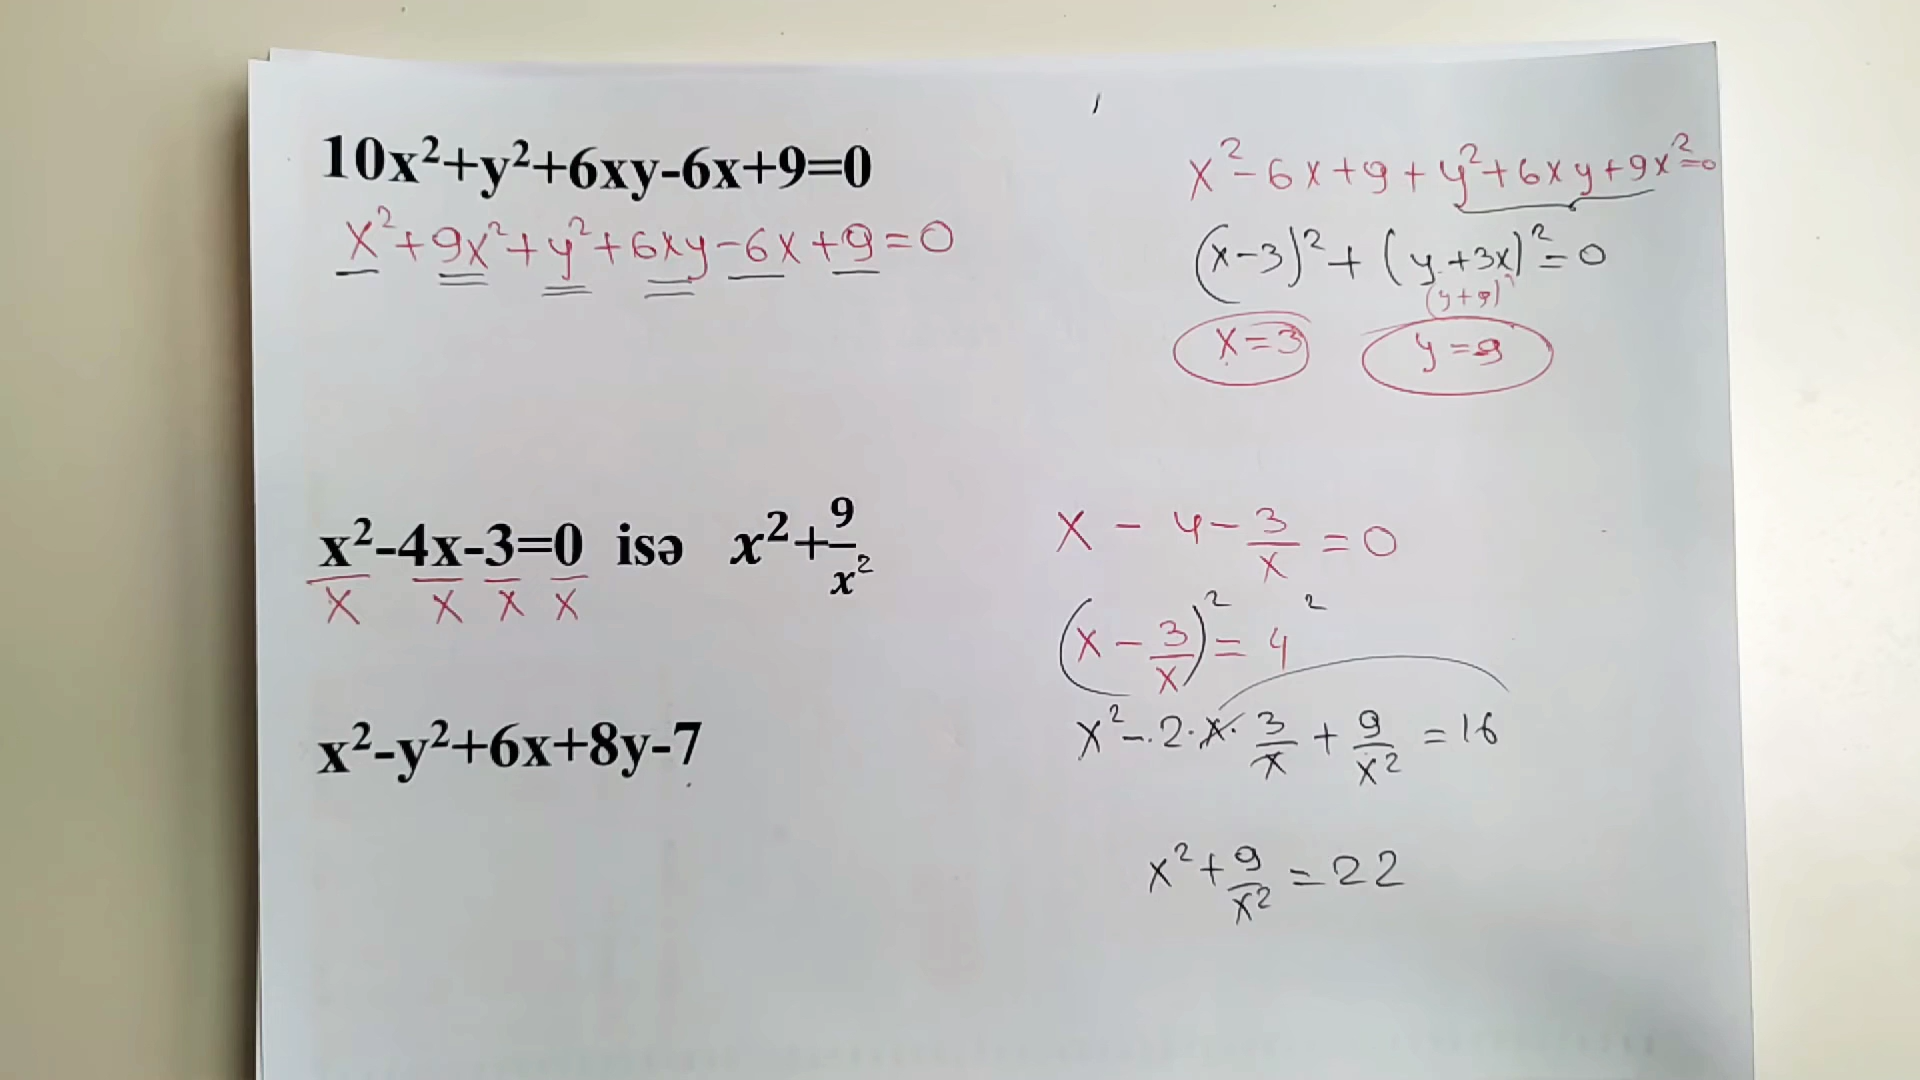 10x²+y²+6xy-6x+9=0
x²+9x²+y²+6xy-6x+9=0
x²-6x+9+y²+6xy+9x²=0
(x-3)²+(y+3x)²=0
(y+9)²
x=3 y=9
x²-4x-3=0 isə x²+9/x²
x x x x
x-4-3/x=0
(x-3/x)²=4²
x²-2·x·3/x+9/x²=16
x²+9/x²=22
x²-y²+6x+8y-7